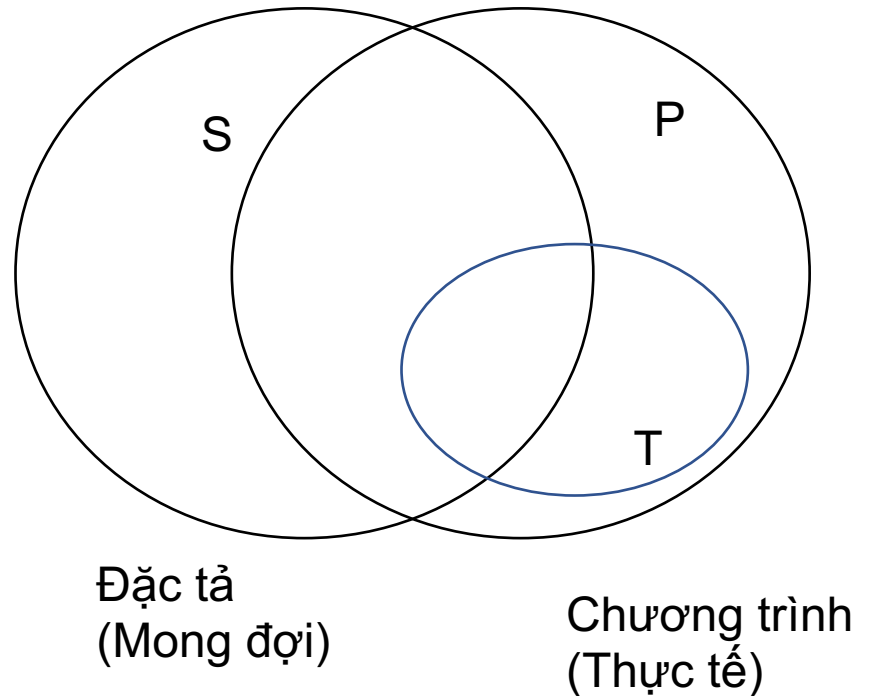 S
P
T
Đặc tả
(Mong đợi)
Chương trình
(Thực tế)